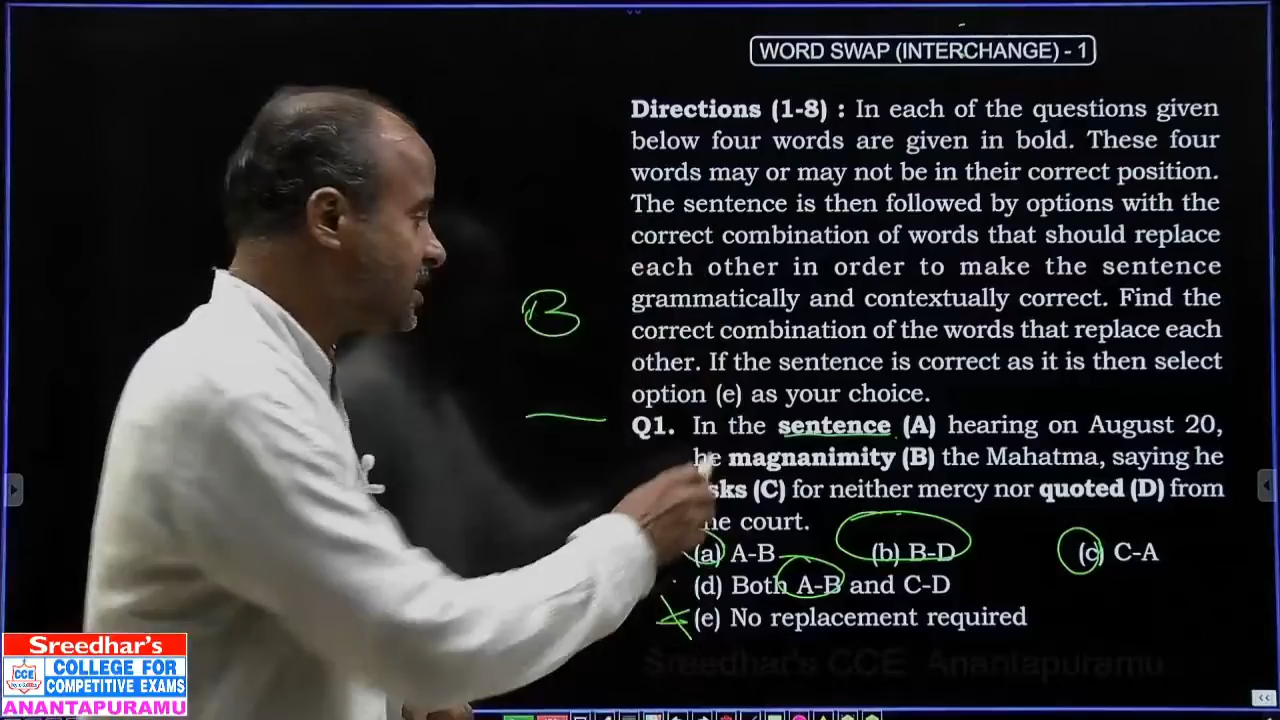 WORD SWAP (INTERCHANGE) - 1
Directions (1-8) : In each of the questions given
below four words are given in bold. These four
words may or may not be in their correct position.
The sentence is then followed by options with the
correct combination of words that should replace
each other in order to make the sentence
grammatically and contextually correct. Find the
correct combination of the words that replace each
other. If the sentence is correct as it is then select
option (e) as your choice.
B
Q1. In the sentence (A) hearing on August 20,
he magnanimity (B) the Mahatma, saying he
sks (C) for neither mercy nor quoted (D) from
he court.
(a) A-B (b) B-D (c) C-A
(d) Both A-B and C-D
(e) No replacement required
Sreedhar's CCE Anantapuramu
Sreedhar's
CCE
COLLEGE FOR
COMPETITIVE EXAMS
ANANTAPURAMU